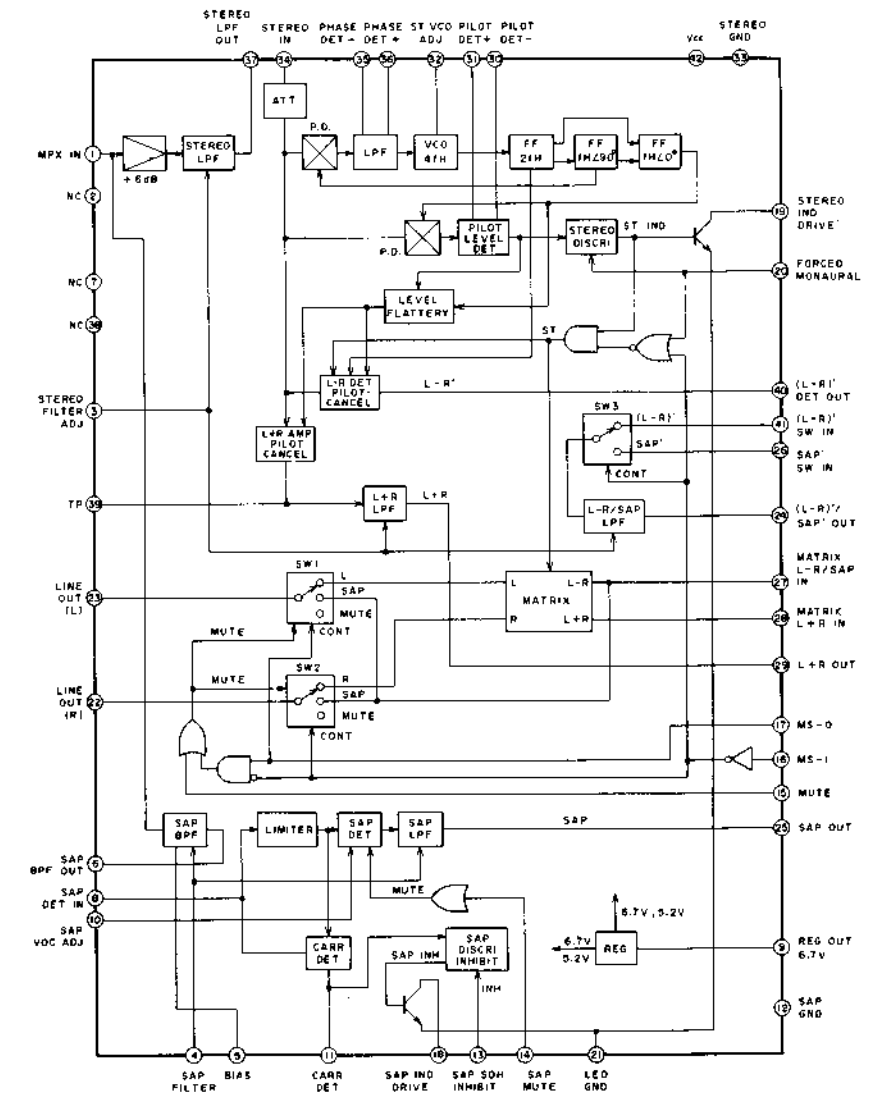 STEREO
LPF
OUT
STEREO
IN
PHASE
DET -
PHASE
DET +
ST VCO
ADJ
PILOT
DET+
PILOT
DET-
Vcc
STEREO
GND
37
34
35
36
32
31
30
42
33
ATT
P.D.
MPX IN
1
+6dB
STEREO
LPF
LPF
VCO
4fH
FF
2fH
FF
fH∠90°
FF
fH∠0°
NC
2
P.D.
PILOT
LEVEL
DET
STEREO
DISCRI
ST IND
19
STEREO
IND
DRIVE'
20
FORCED
MONAURAL
NC
7
LEVEL
FLATTERY
NC
38
ST
L-R DET
PILOT-
CANCEL
L-R'
40
(L-R)'
DET OUT
STEREO
FILTER
ADJ
3
L+R AMP
PILOT
CANCEL
SW3
(L-R)'
SAP'
CONT
41
(L-R)'
SW IN
26
SAP'
SW IN
TP
39
L+R
LPF
L+R
L-R/SAP
LPF
24
(L-R)'/
SAP' OUT
SW1
L
SAP
MUTE
CONT
LINE
OUT
(L)
23
L
L-R
MATRIX
R
L+R
27
MATRIX
L-R/SAP
IN
28
MATRIX
L+R IN
MUTE
29
L+R OUT
SW2
R
SAP
MUTE
CONT
MUTE
LINE
OUT
(R)
22
17
MS-0
16
MS-1
15
MUTE
SAP
BPF
LIMITER
SAP
DET
SAP
LPF
SAP
25
SAP OUT
SAP
BPF OUT
SAP
DET IN
8
10
SAP
VOC ADJ
MUTE
CARR
DET
SAP INH
SAP
DISCRI
INHIBIT
INH
6.7V, 5.2V
6.7V
5.2V
REG
9
REG OUT
6.7V
12
SAP
GND
4
5
11
18
13
14
21
SAP
FILTER
BIAS
CARR
DET
SAP IND
DRIVE
SAP SDH
INHIBIT
SAP
MUTE
LED
GND